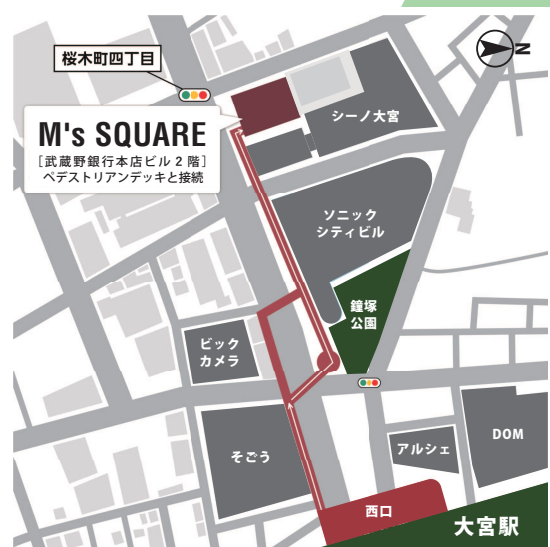 桜木町四丁目
N
M's SQUARE
[武蔵野銀行本店ビル2階]
ペデストリアンデッキと接続
シーノ大宮
ソニック
シティビル
鐘塚
公園
ビック
カメラ
そごう
アルシェ
DOM
西口
大宮駅